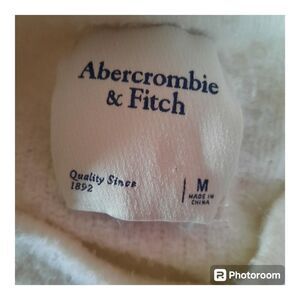 Abercrombie
& Fitch
Quality Since
1892
M
MADE IN
CHINA
Photoroom